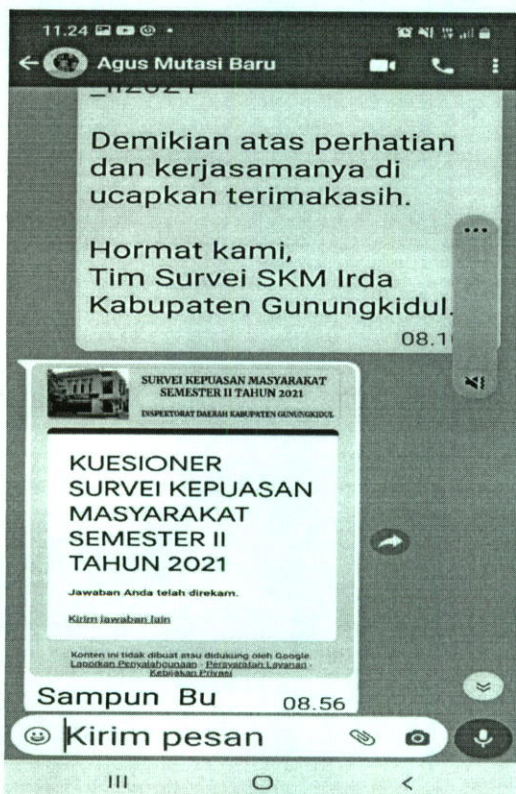 11.24
Agus Mutasi Baru
Demikian atas perhatian
dan kerjasamanya di
ucapkan terimakasih.
Hormat kami,
Tim Survei SKM Irda
Kabupaten Gunungkidul.
SURVEI KEPUASAN MASYARAKAT
SEMESTER II TAHUN 2021
INSPEKTORAT DAERAH KABUPATEN GUNUNGKIDUL
KUESIONER
SURVEI KEPUASAN
MASYARAKAT
SEMESTER II
TAHUN 2021
Jawaban Anda telah direkam.
Kirim jawaban lain
Konten ini tidak dibuat atau didukung oleh Google.
Laporkan Penyalahgunaan - Persyaratan Layanan -
Kebijakan Privasi
Sampun Bu 08.56
Kirim pesan